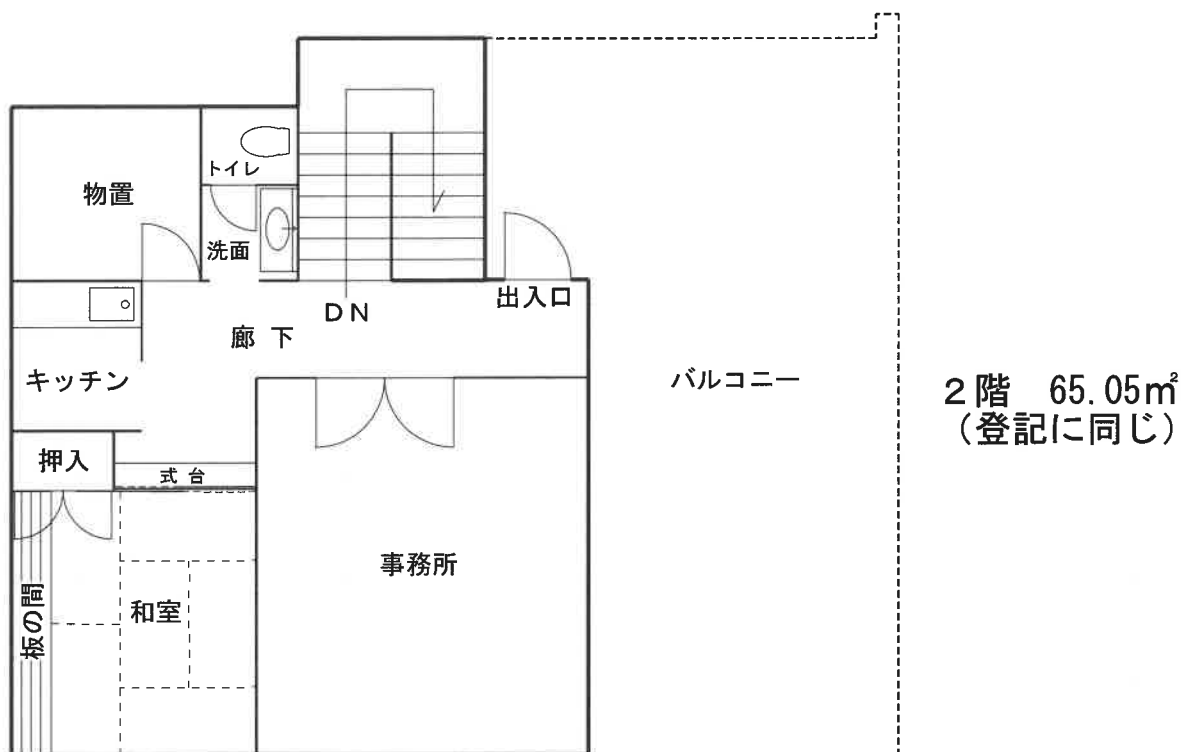 トイレ
物置
洗面
出入口
DN
廊下
キッチン
バルコニー
2階 65.05㎡
(登記に同じ)
押入
式台
事務所
板の間
和室